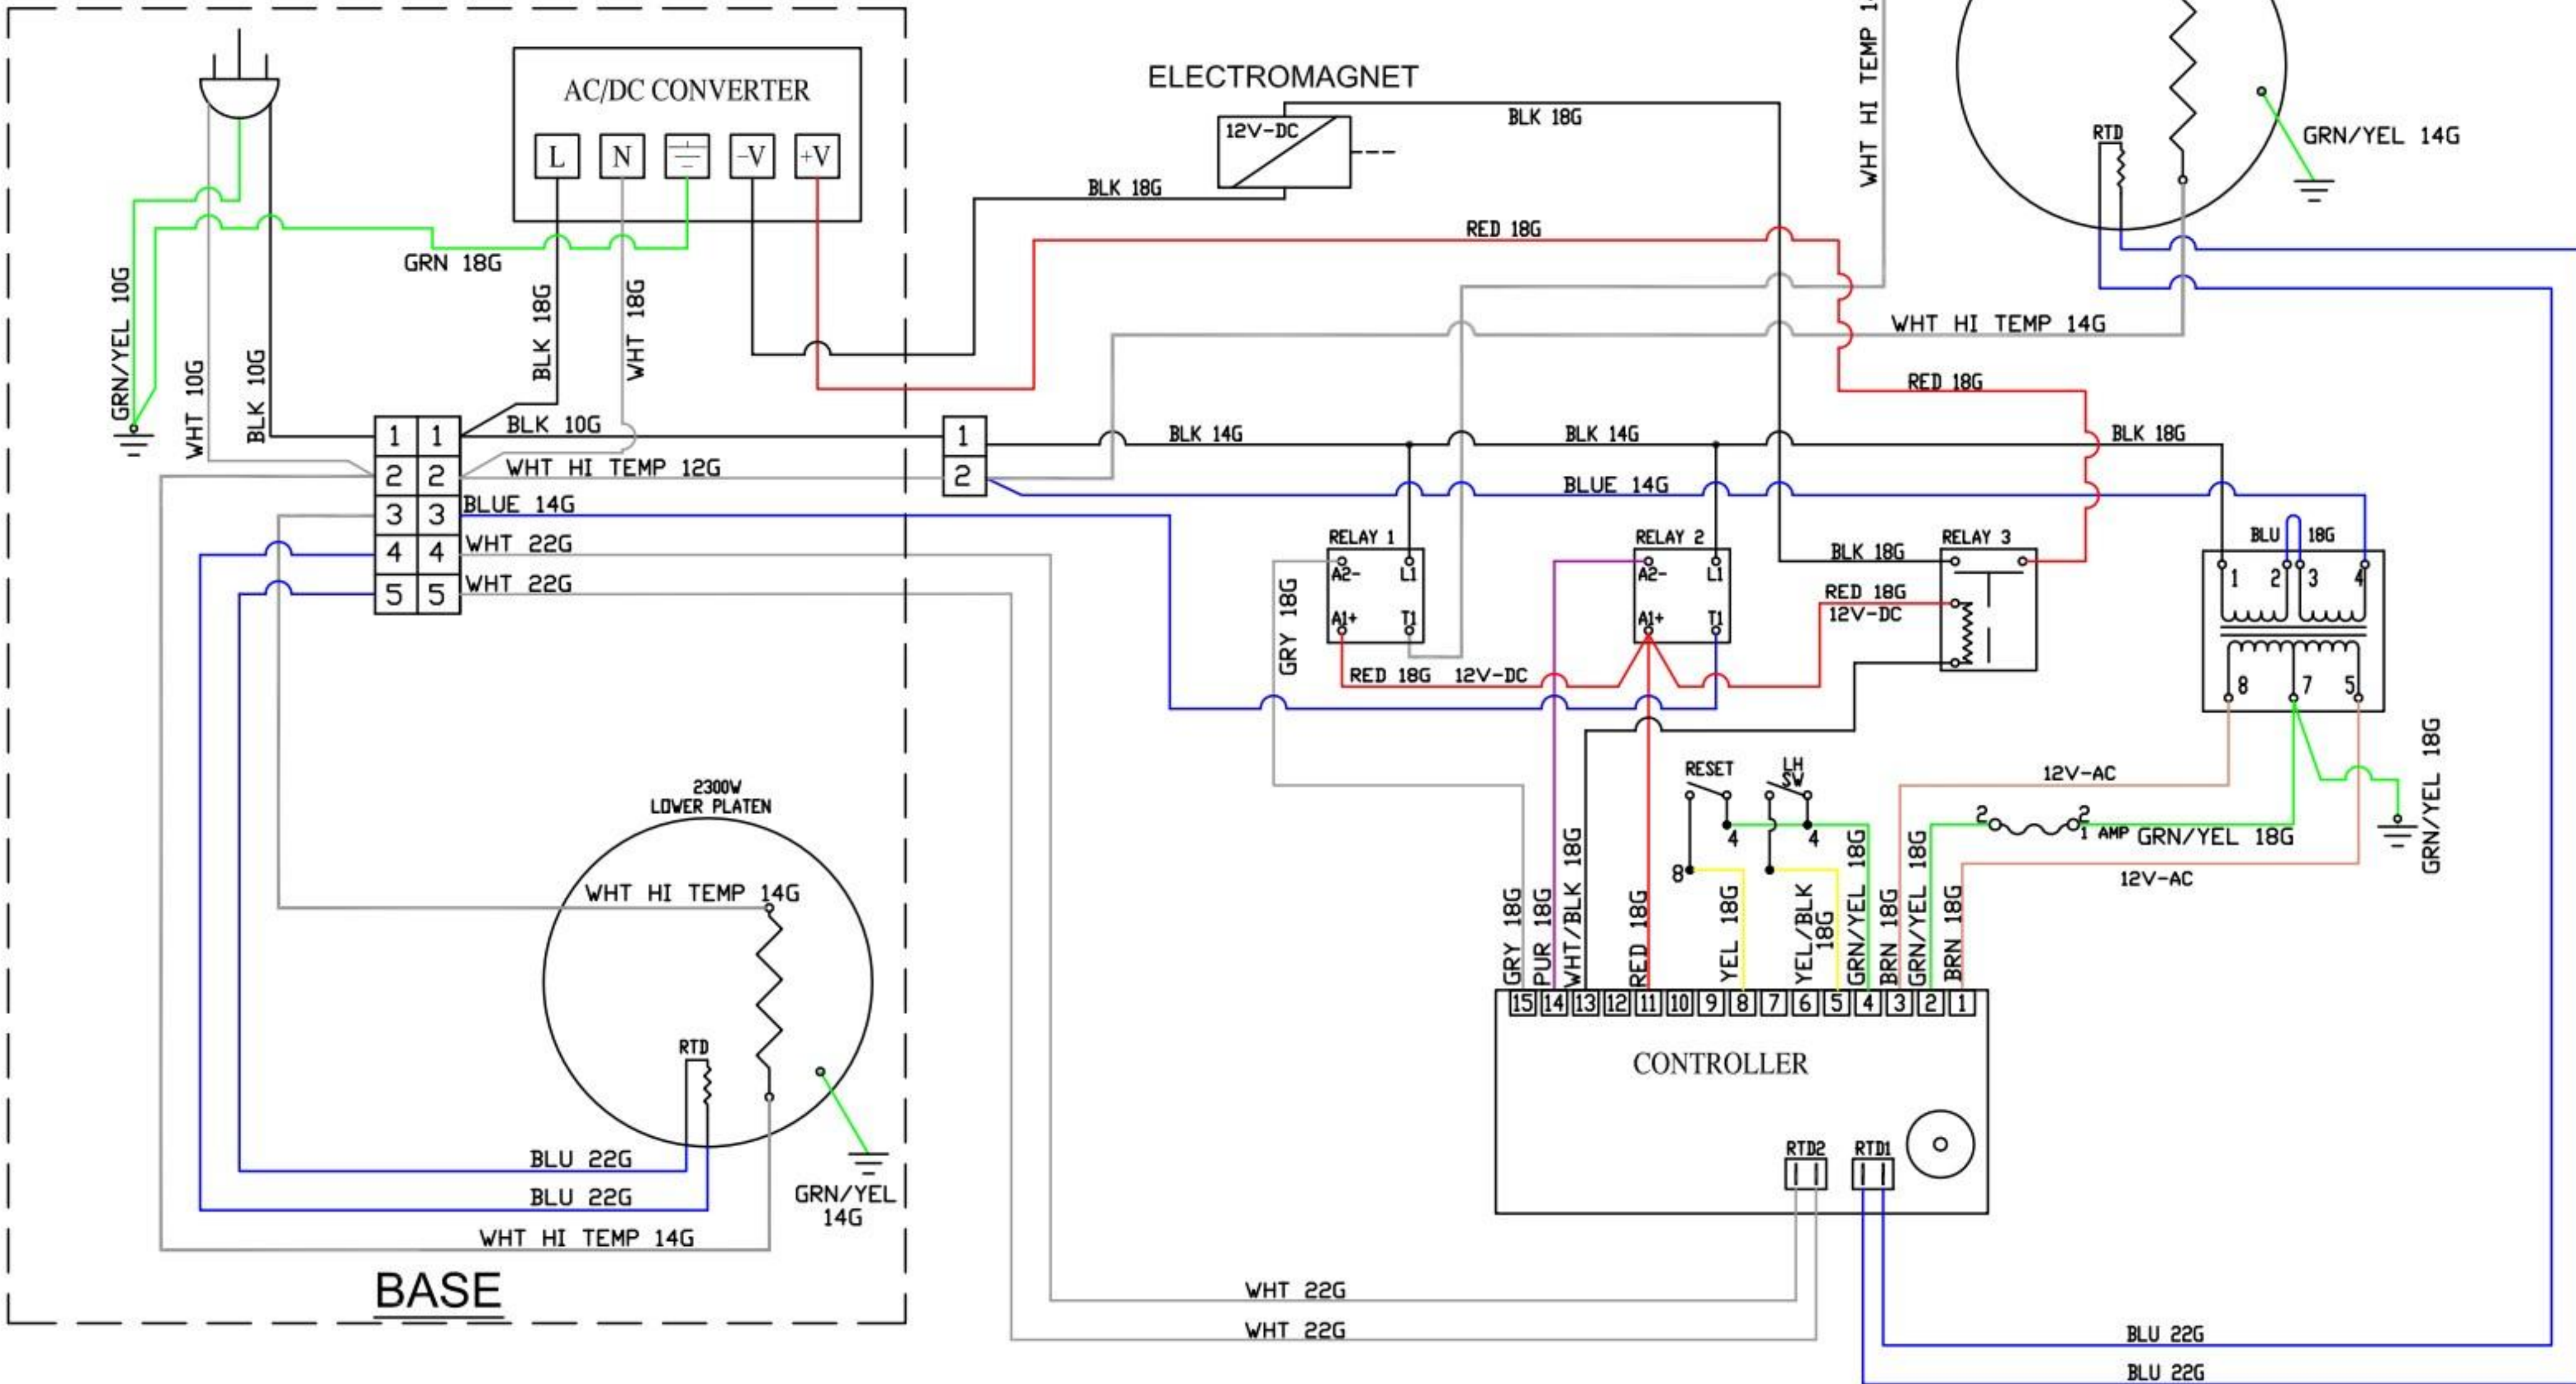 AC/DC CONVERTER
L N -V +V
GRN 18G
GRN/YEL 10G
WHT 10G
BLK 10G
BLK 18G
WHT 18G
1 1
2 2
3 3
4 4
5 5
BLK 10G
WHT HI TEMP 12G
BLUE 14G
WHT 22G
WHT 22G
2300W
LOWER PLATEN
WHT HI TEMP 14G
RTD
BLU 22G
BLU 22G
WHT HI TEMP 14G
GRN/YEL
14G
BASE
ELECTROMAGNET
12V-DC
BLK 18G
BLK 18G
RED 18G
WHT HI TEMP
RTD
GRN/YEL 14G
WHT HI TEMP 14G
RED 18G
1
2
BLK 14G
BLK 14G
BLK 18G
BLUE 14G
RELAY 1
A2- L1
A1+ T1
GRY 18G
RED 18G 12V-DC
RELAY 2
A2- L1
A1+ T1
RELAY 3
BLK 18G
RED 18G
12V-DC
BLU 18G
1 2 3 4
8 7 5
GRN/YEL 18G
12V-AC
2 2
1 AMP GRN/YEL 18G
12V-AC
RESET
LH
SW
4 4
8
GRY 18G
PUR 18G
WHT/BLK 18G
RED 18G
YEL 18G
YEL/BLK
18G
GRN/YEL 18G
BRN 18G
GRN/YEL 18G
BRN 18G
15 14 13 12 11 10 9 8 7 6 5 4 3 2 1
CONTROLLER
RTD2 RTD1
WHT 22G
WHT 22G
BLU 22G
BLU 22G